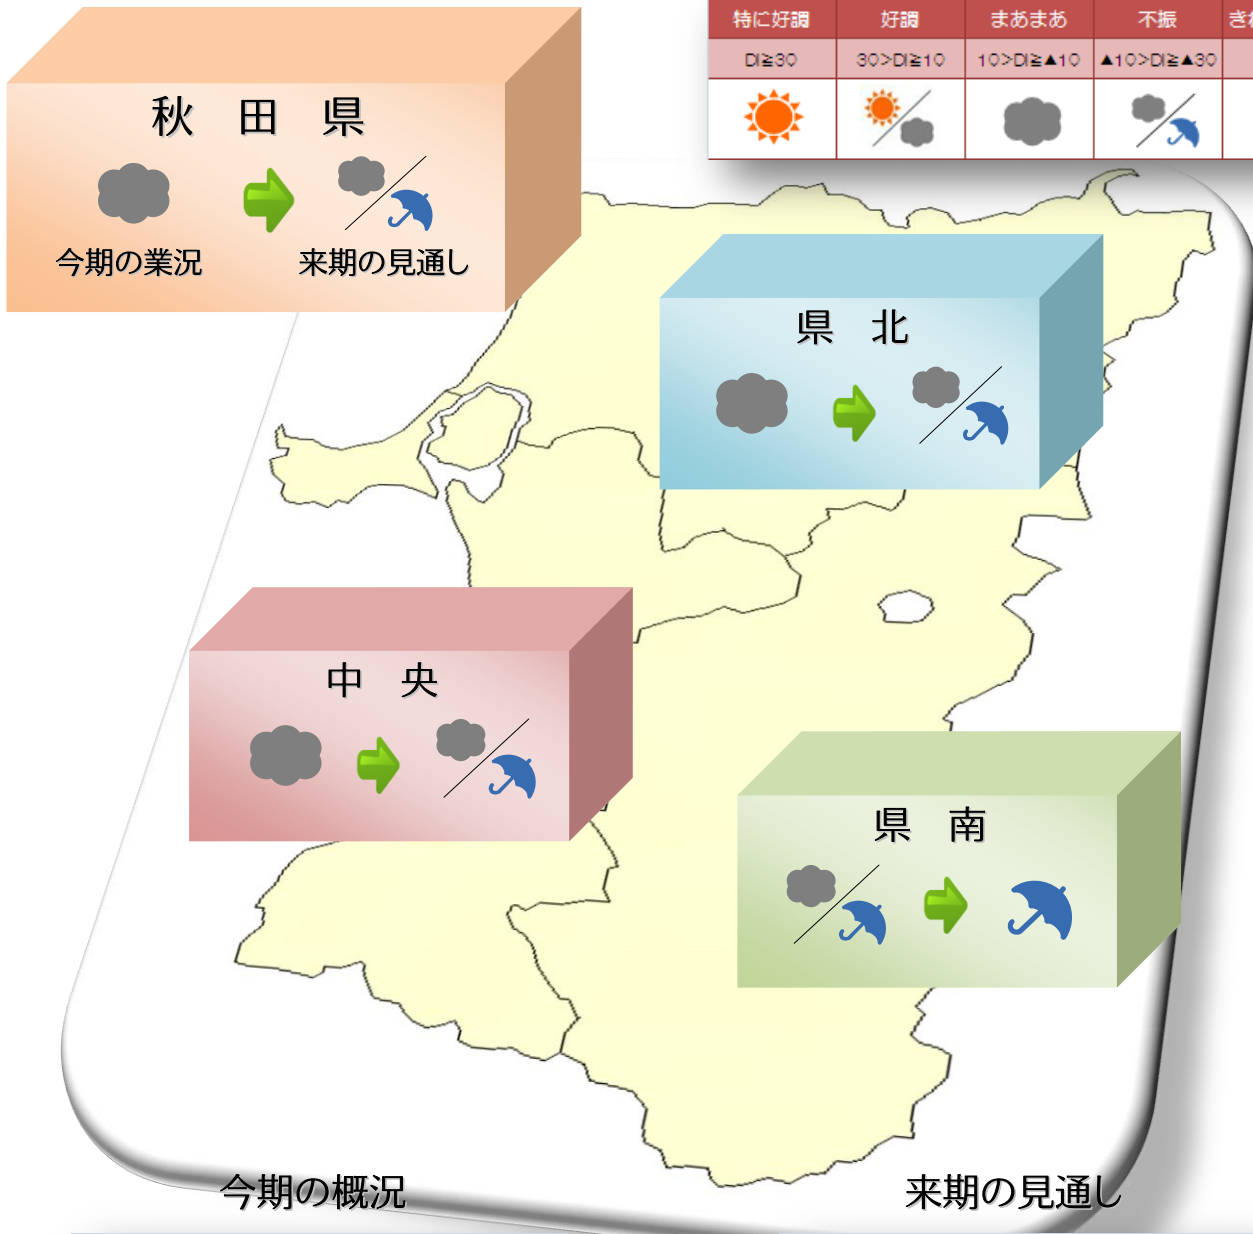 特に好調 好調 まあまあ 不振 きわ
DI≧30 30>DI≧10 10>DI≧▲10 ▲10>DI≧▲30
秋 田 県
今期の業況 来期の見通し
県 北
中 央
県 南
今期の概況 来期の見通し